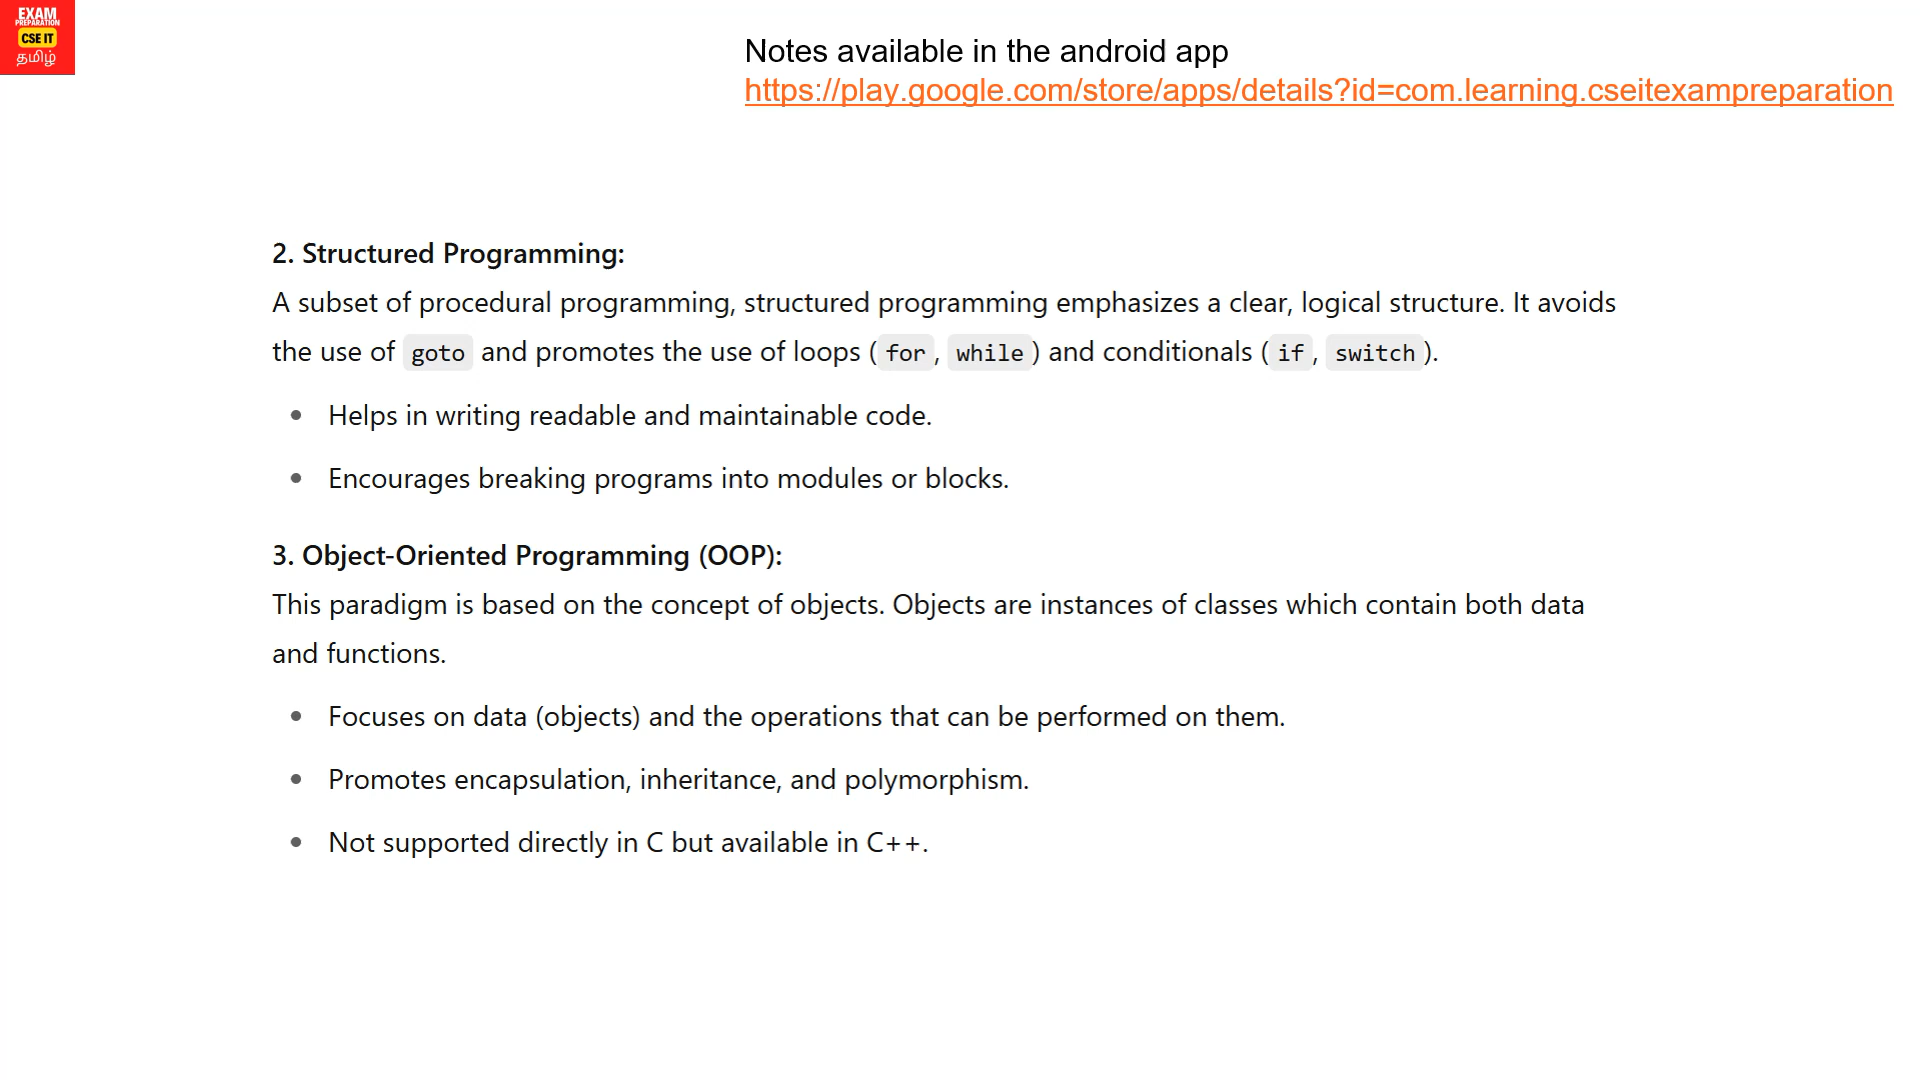 EXAM
PREPARATION
CSE IT
தமிழ்
Notes available in the android app
https://play.google.com/store/apps/details?id=com.learning.cseitexampreparation
2. Structured Programming:
A subset of procedural programming, structured programming emphasizes a clear, logical structure. It avoids
the use of goto and promotes the use of loops (for, while) and conditionals (if, switch).
• Helps in writing readable and maintainable code.
• Encourages breaking programs into modules or blocks.
3. Object-Oriented Programming (OOP):
This paradigm is based on the concept of objects. Objects are instances of classes which contain both data
and functions.
• Focuses on data (objects) and the operations that can be performed on them.
• Promotes encapsulation, inheritance, and polymorphism.
• Not supported directly in C but available in C++.